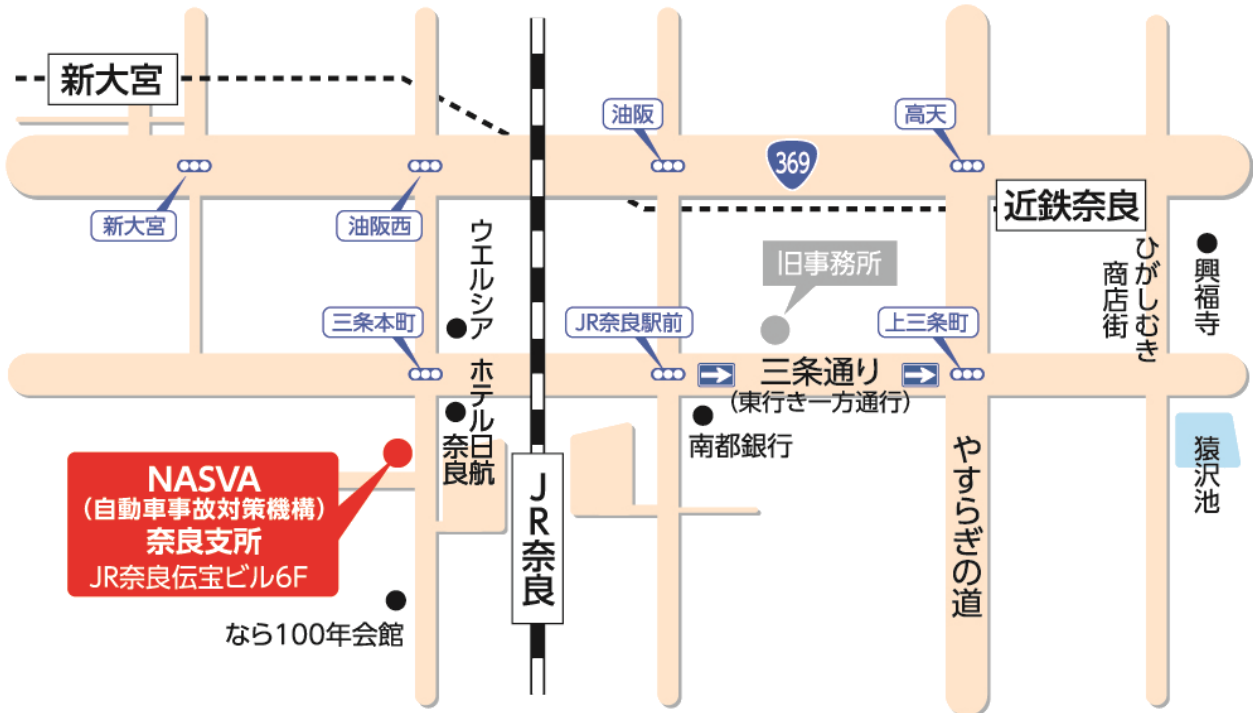 新大宮
油阪
高天
369
新大宮
油阪西
近鉄奈良
ウエルシア
旧事務所
ひがしむき
商店街
興福寺
三条本町
JR奈良駅前
上三条町
三条通り
(東行き一方通行)
ホテル日航
奈良
南都銀行
猿沢池
NASVA
(自動車事故対策機構)
奈良支所
JR奈良伝宝ビル6F
JR奈良
やすらぎの道
なら100年会館